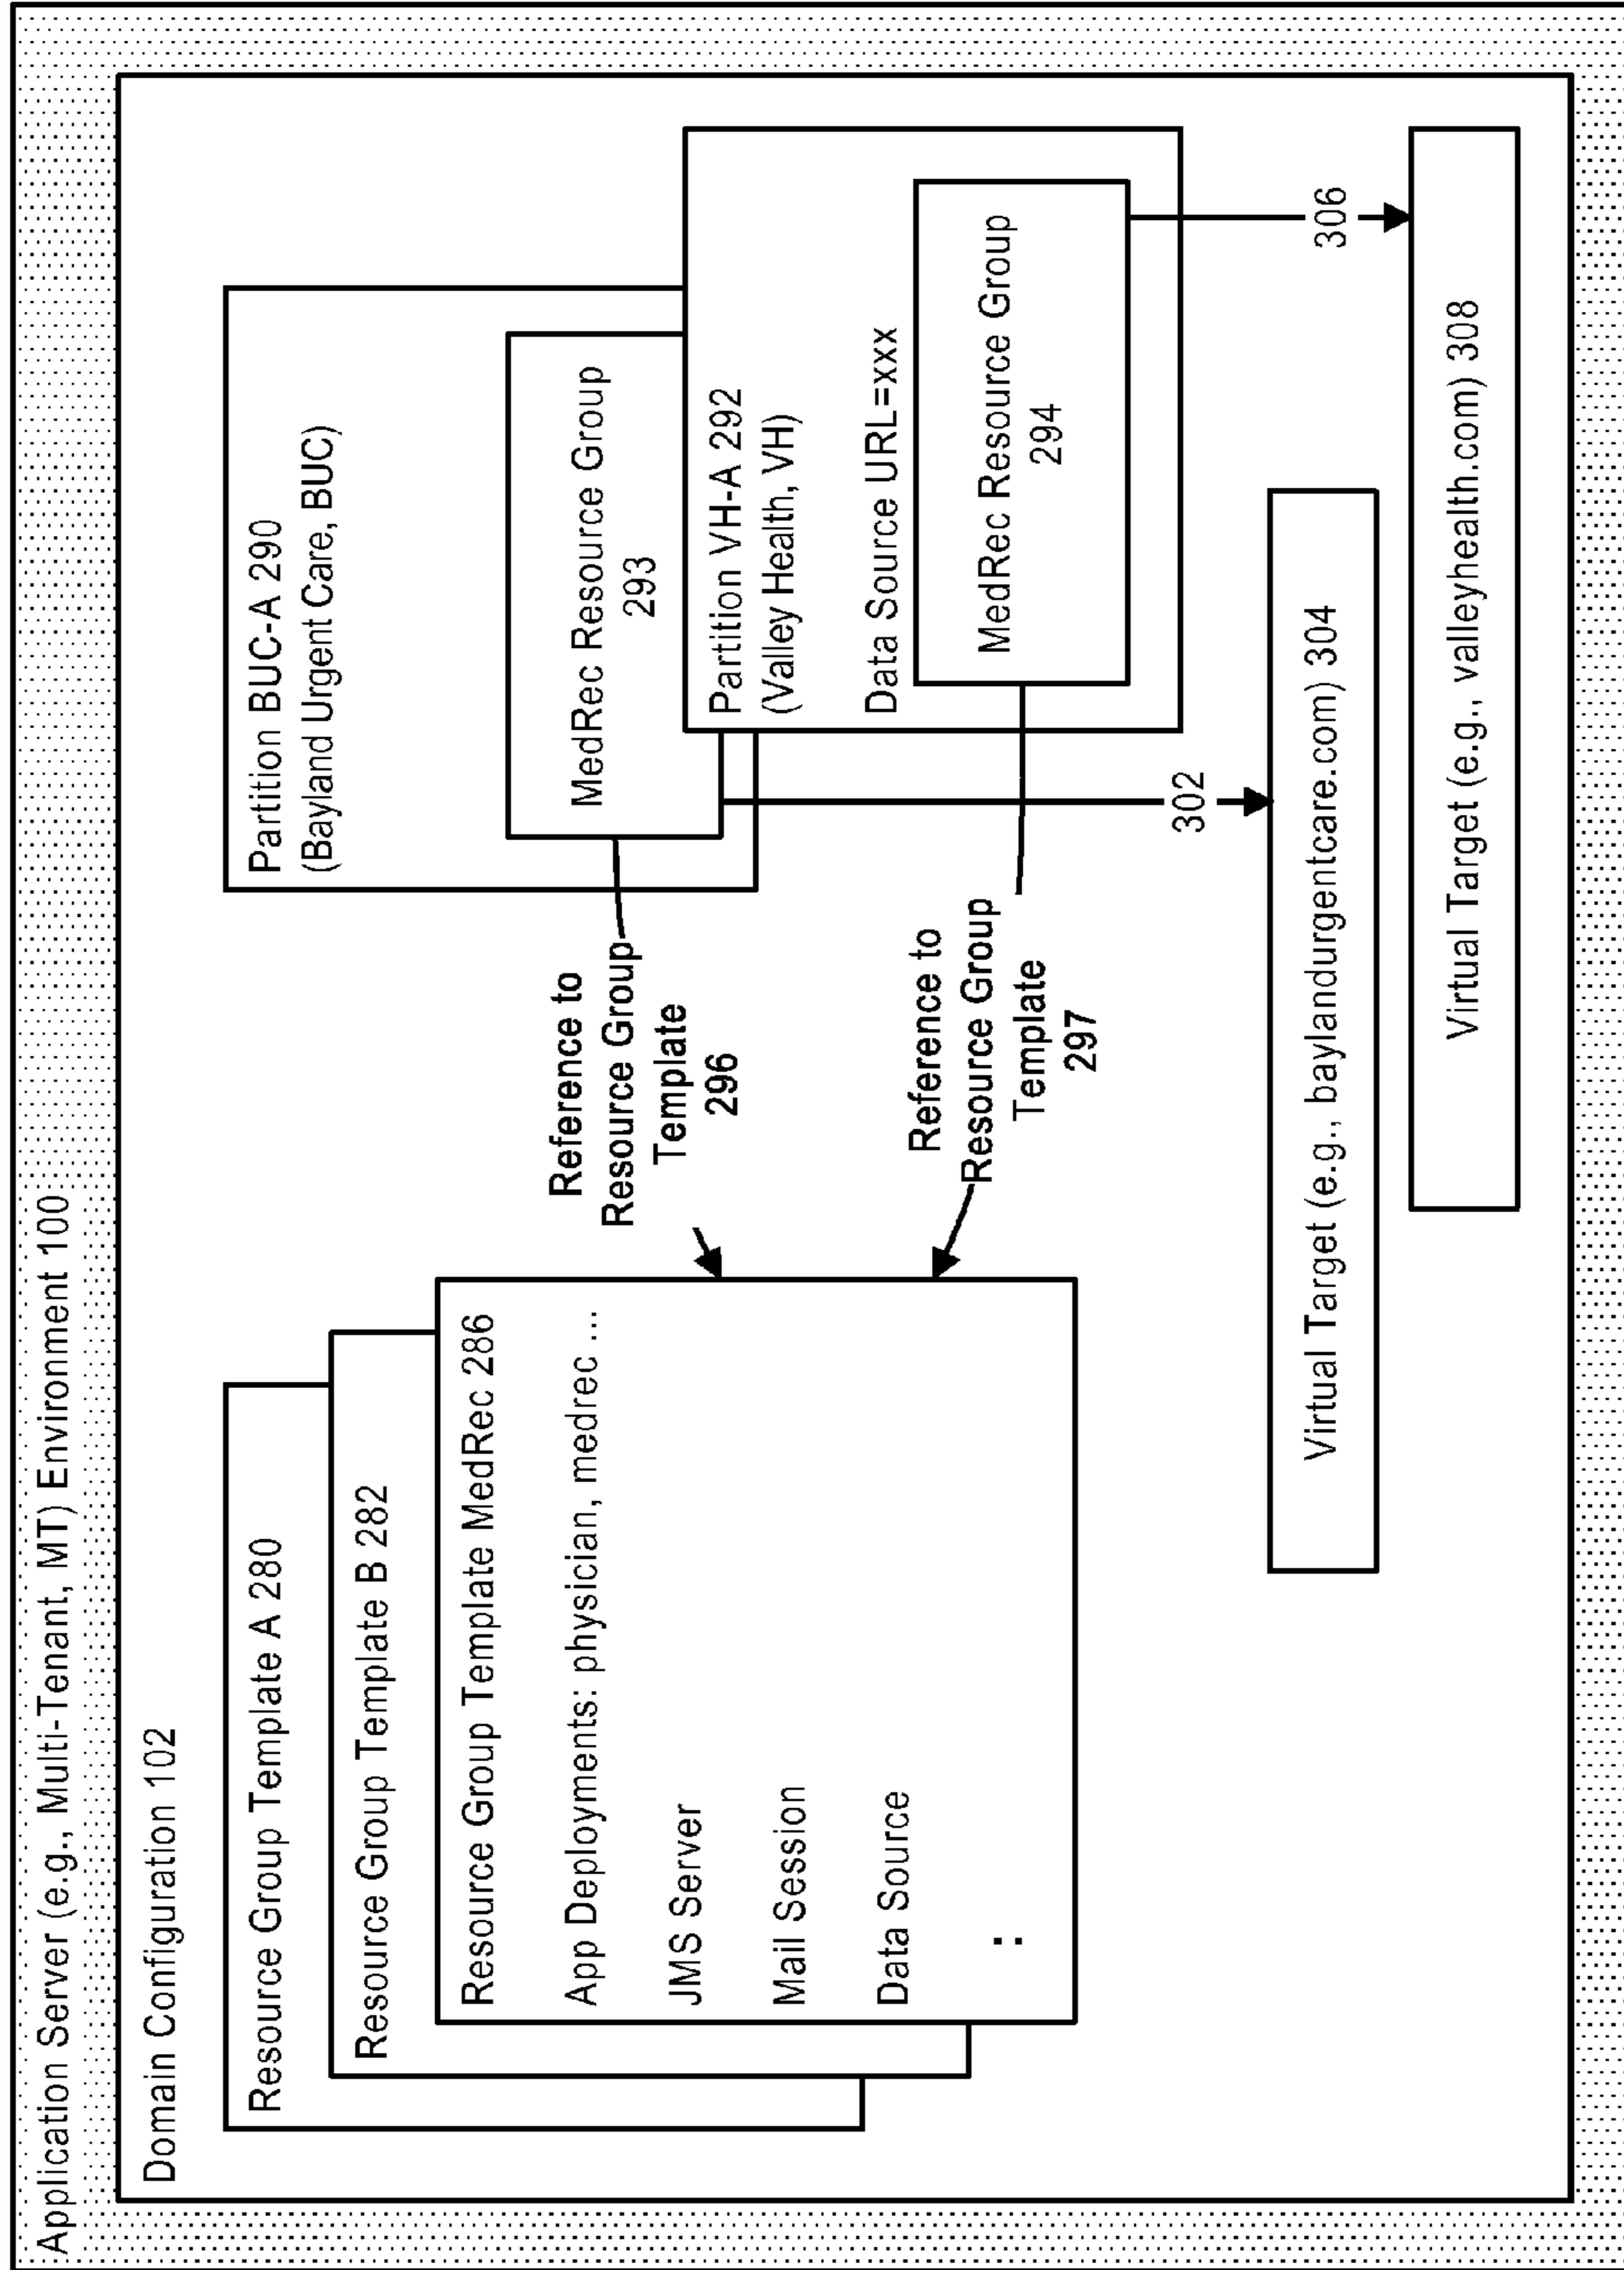 Application Server (e.g., Multi-Tenant, MT) Environment 100
Domain Configuration 102
Resource Group Template A 280
Resource Group Template B 282
Resource Group Template MedRec 286
App Deployments: physician, medrec ...
JMS Server
Mail Session
Data Source
:
Reference to
Resource Group
Template
296
Reference to
Resource Group
Template
297
Partition BUC-A 290
(Bayland Urgent Care, BUC)
MedRec Resource Group
293
Partition VH-A 292
(Valley Health, VH)
Data Source URL=xxx
MedRec Resource Group
294
302
306
Virtual Target (e.g., baylandurgentcare.com) 304
Virtual Target (e.g., valleyhealth.com) 308